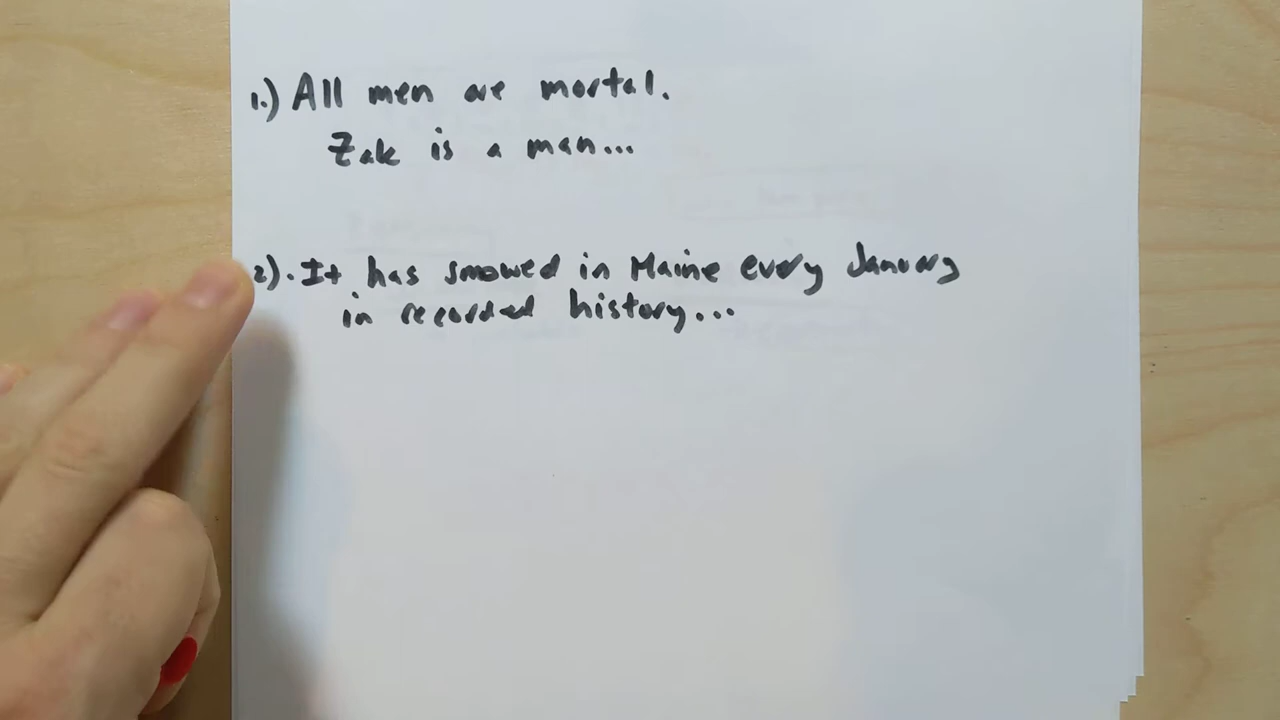 1.) All men are mortal.
Zak is a man...
2). It has snowed in Maine every January
in recorded history...